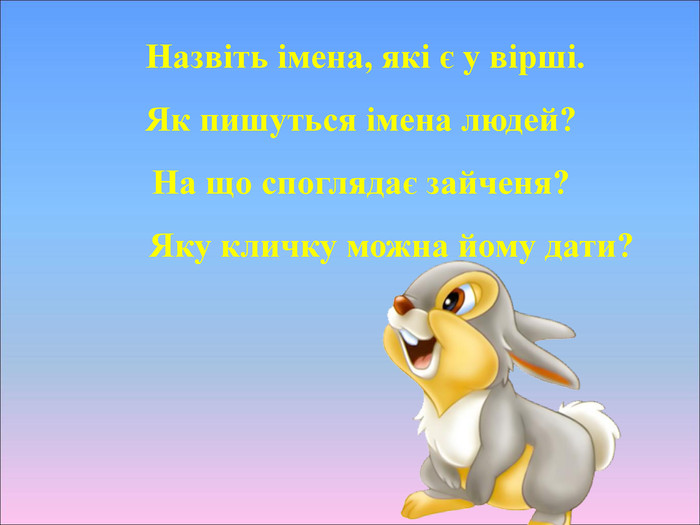 Назвіть імена, які є у вірші.
Як пишуться імена людей?
На що споглядає зайченя?
Яку кличку можна йому дати?